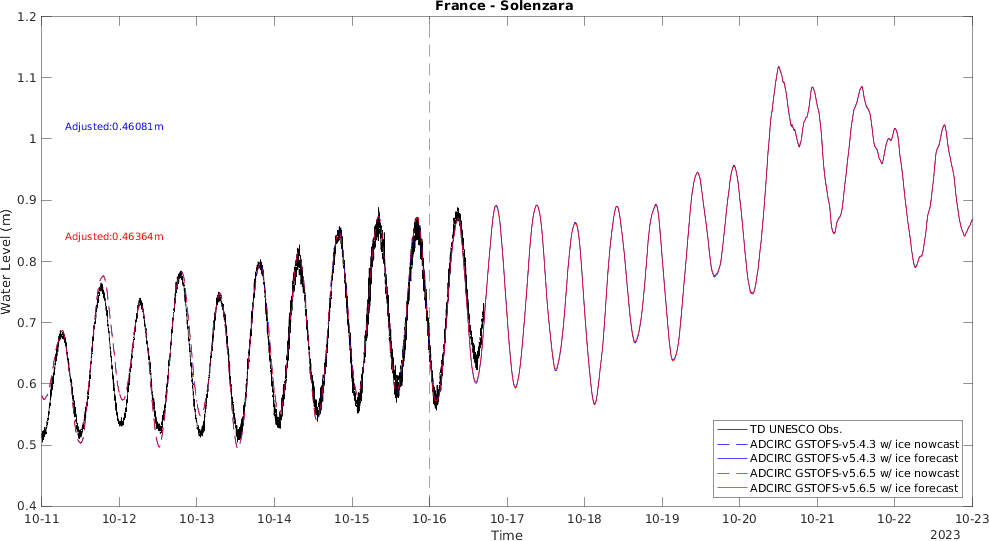 France - Solenzara
1.2
1.1
1
0.9
0.8
0.7
0.6
0.5
0.4
Water Level (m)
Adjusted:0.46081m
Adjusted:0.46364m
TD UNESCO Obs.
ADCIRC GSTOFS-v5.4.3 w/ ice nowcast
ADCIRC GSTOFS-v5.4.3 w/ ice forecast
ADCIRC GSTOFS-v5.6.5 w/ ice nowcast
ADCIRC GSTOFS-v5.6.5 w/ ice forecast
10-11 10-12 10-13 10-14 10-15 10-16 10-17 10-18 10-19 10-20 10-21 10-22 10-23
Time
2023